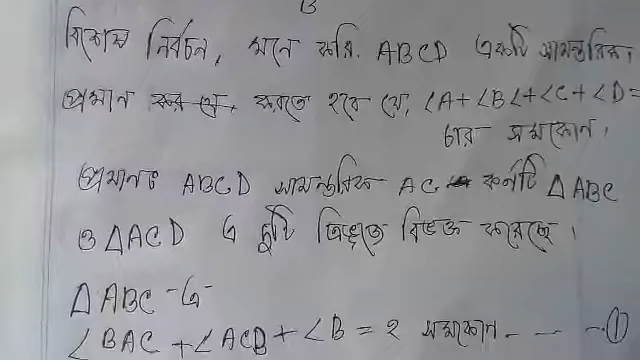 B
বিশেষ নির্বচন, মনে করি. ABCD একটি সামন্তরিক।
প্রমান করতে হবে যে, ∠A+∠B+∠C+∠D=
চার সমকোন।
প্রমানঃ ABCD সামন্তরিক AC কর্নটি △ABC
ও △ACD এ দুটি ত্রিভুজে বিভক্ত করেছে।
△ABC -এ-
∠BAC +∠ACB+ ∠B = ২ সমকোন - - - ①